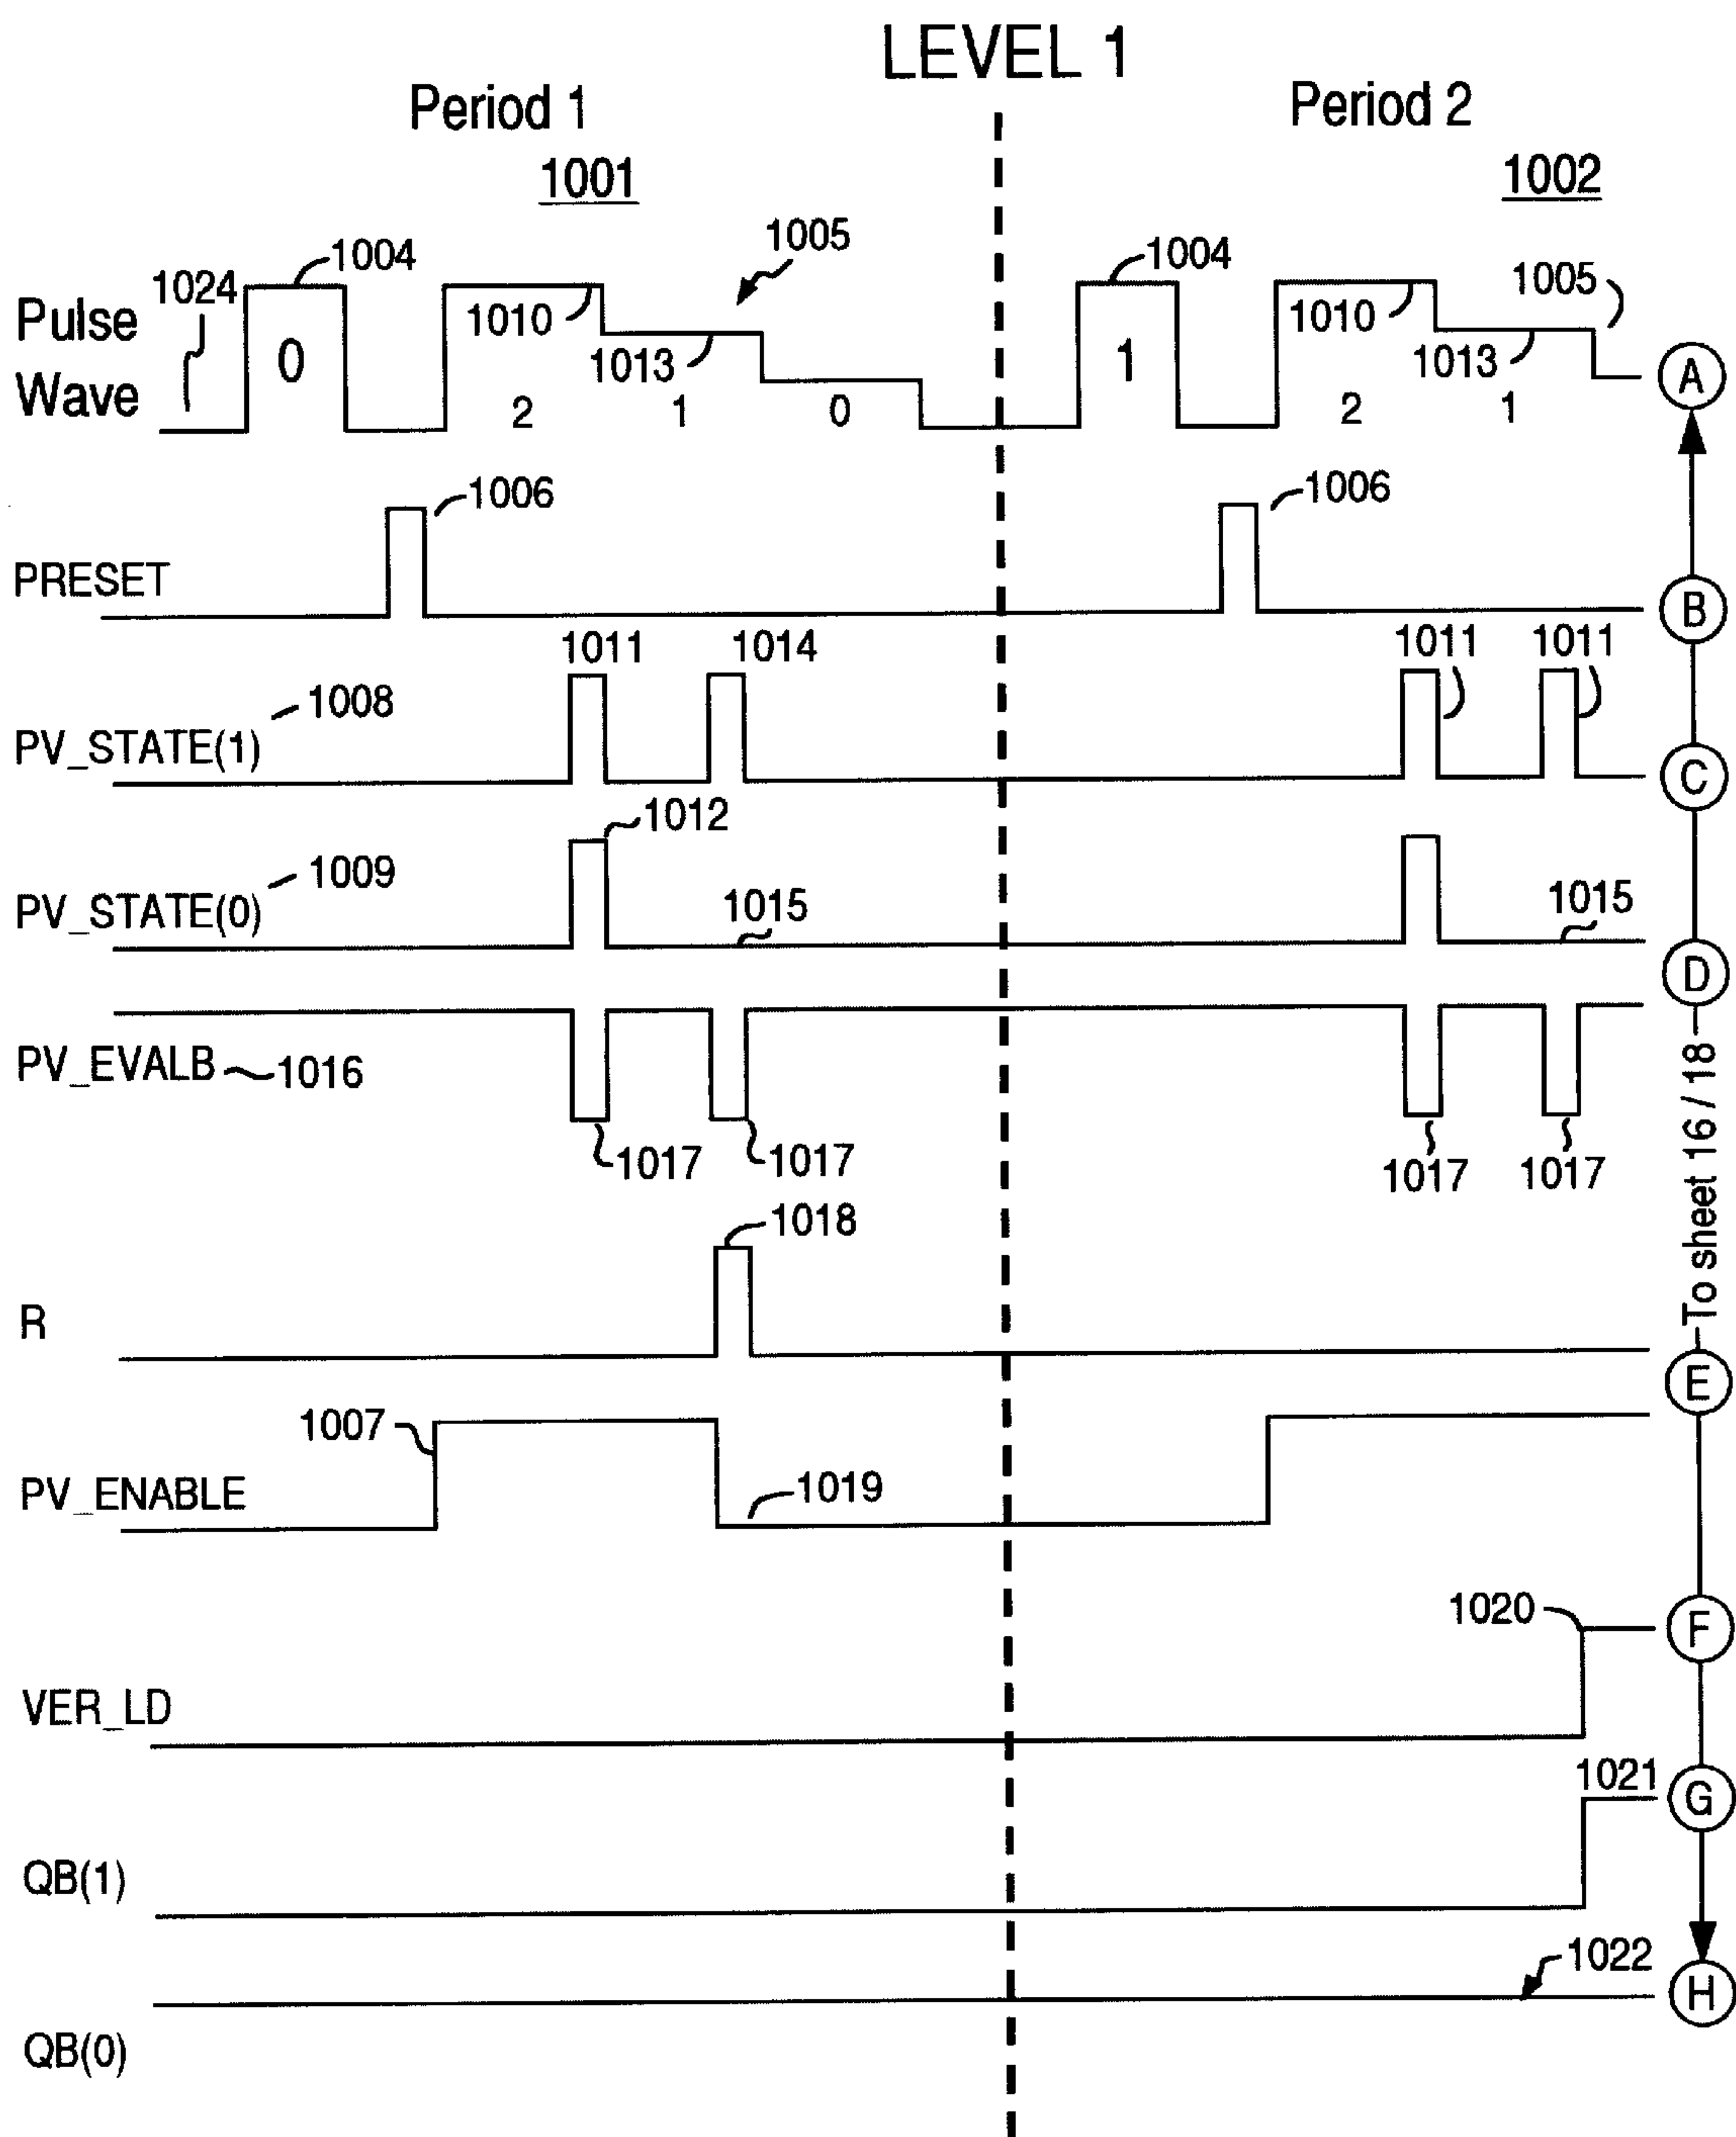 LEVEL 1
Period 1
Period 2
1001
1002
1004
1005
1004
1005
1024
Pulse
Wave
0
1010
1013
2
1
0
1
1010
1013
2
1
A
1006
1006
PRESET
B
1011
1014
1011
1011
1008
PV_STATE(1)
C
1012
1009
PV_STATE(0)
1015
1015
D
PV_EVALB
1016
1017
1017
1017
1017
To sheet 16 / 18
1018
R
E
1007
PV_ENABLE
1019
1020
F
VER_LD
1021
G
QB(1)
1022
H
QB(0)